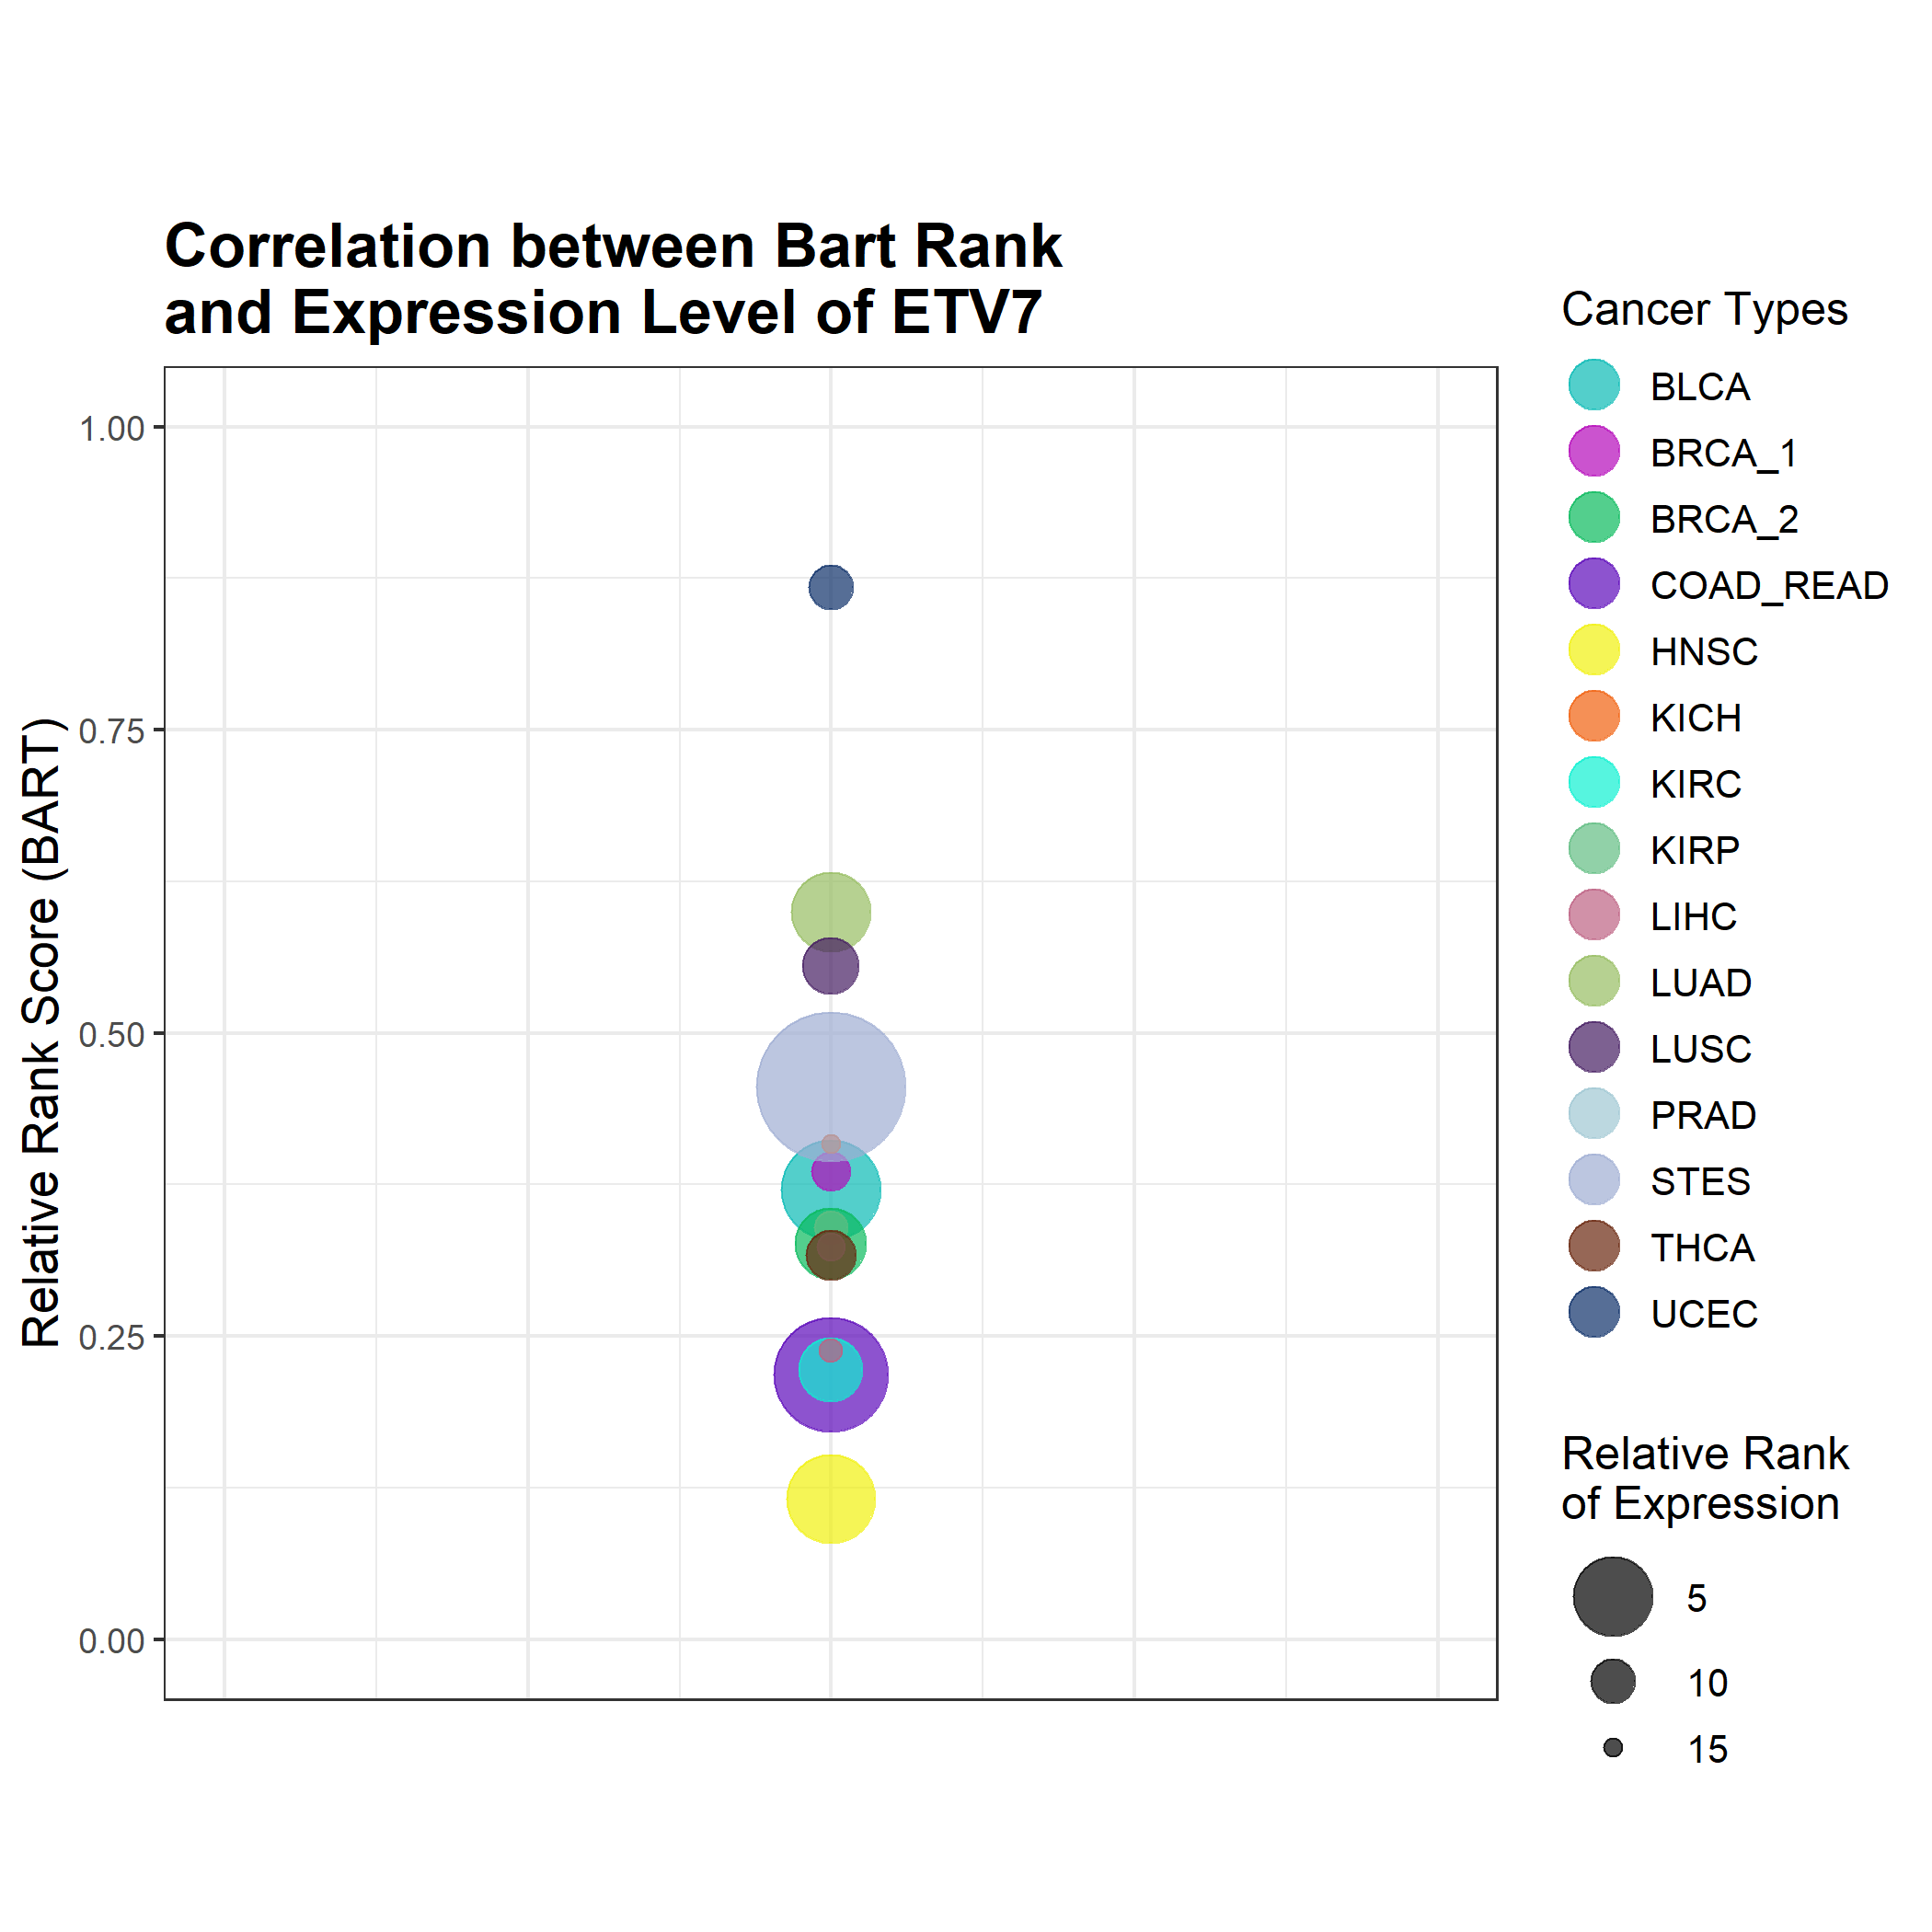 Correlation between Bart Rank
and Expression Level of ETV7
Relative Rank Score (BART)
1.00
0.75
0.50
0.25
0.00
Cancer Types
BLCA
BRCA_1
BRCA_2
COAD_READ
HNSC
KICH
KIRC
KIRP
LIHC
LUAD
LUSC
PRAD
STES
THCA
UCEC
Relative Rank
of Expression
5
10
15